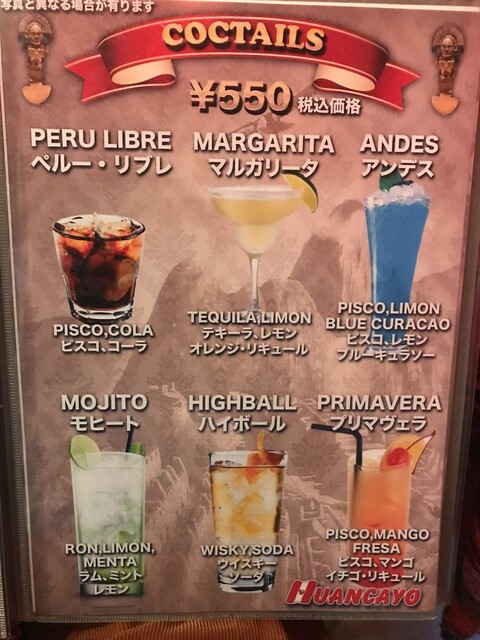 写真と異なる場合が有ります
COCTAILS
¥550 税込価格
PERU LIBRE
ペルー・リブレ
PISCO,COLA
ピスコ、コーラ
MARGARITA
マルガリータ
TEQUILA,LIMON
テキーラ、レモン
オレンジ・リキュール
ANDES
アンデス
PISCO,LIMON
BLUE CURACAO
ピスコ、レモン
ブルーキュラソー
MOJITO
モヒート
RON,LIMON,
MENTA
ラム、ミント
レモン
HIGHBALL
ハイボール
WISKY,SODA
ウイスキー
ソーダ
PRIMAVERA
プリマヴェラ
PISCO,MANGO
FRESA
ピスコ、マンゴ
イチゴ・リキュール
HUANCAYO